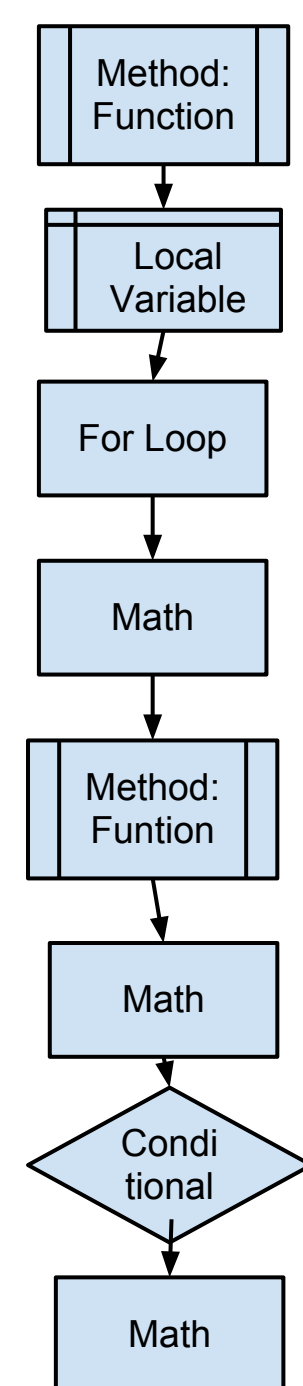 Method:
Function
Local
Variable
For Loop
Math
Method:
Funtion
Math
Condi
tional
Math